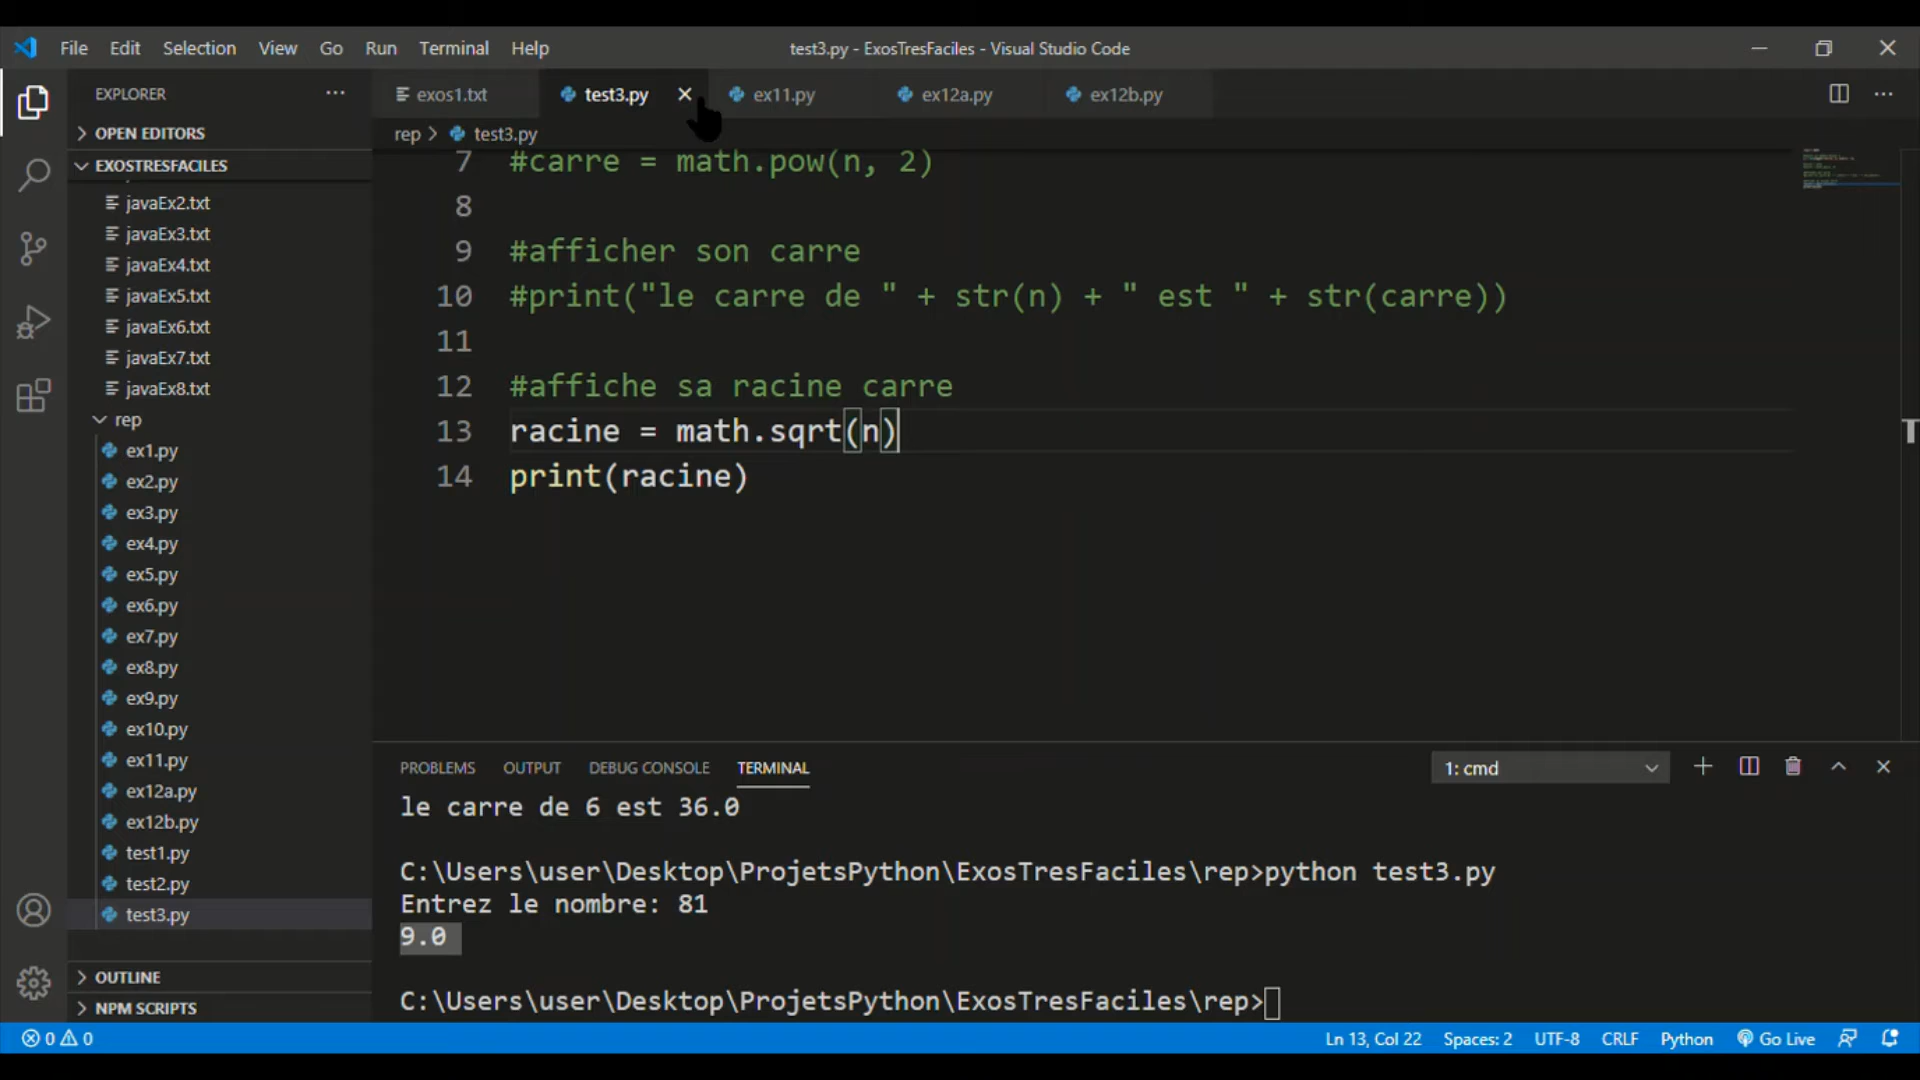 File Edit Selection View Go Run Terminal Help
test3.py - ExosTresFaciles - Visual Studio Code
EXPLORER
OPEN EDITORS
EXOSTRESFACILES
javaEx2.txt
javaEx3.txt
javaEx4.txt
javaEx5.txt
javaEx6.txt
javaEx7.txt
javaEx8.txt
rep
ex1.py
ex2.py
ex3.py
ex4.py
ex5.py
ex6.py
ex7.py
ex8.py
ex9.py
ex10.py
ex11.py
ex12a.py
ex12b.py
test1.py
test2.py
test3.py
OUTLINE
NPM SCRIPTS
exos1.txt test3.py ex11.py ex12a.py ex12b.py
rep > test3.py
7 #carre = math.pow(n, 2)
8
9 #afficher son carre
10 #print("le carre de " + str(n) + " est " + str(carre))
11
12 #affiche sa racine carre
13 racine = math.sqrt(n)
14 print(racine)
PROBLEMS OUTPUT DEBUG CONSOLE TERMINAL
1: cmd
le carre de 6 est 36.0
C:\Users\user\Desktop\ProjetsPython\ExosTresFaciles\rep>python test3.py
Entrez le nombre: 81
9.0
C:\Users\user\Desktop\ProjetsPython\ExosTresFaciles\rep>
0 0
Ln 13, Col 22 Spaces: 2 UTF-8 CRLF Python Go Live